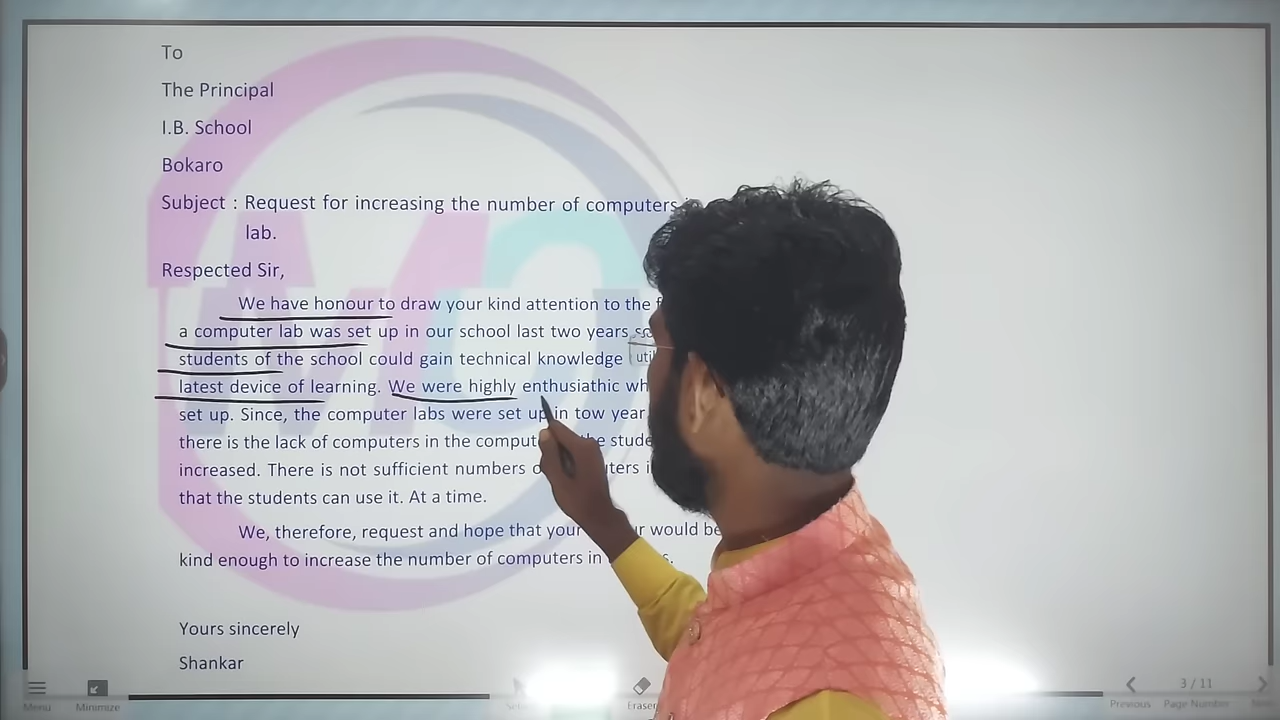 To
The Principal
I.B. School
Bokaro
Subject : Request for increasing the number of computers
lab.
Respected Sir,
We have honour to draw your kind attention to the
a computer lab was set up in our school last two years
students of the school could gain technical knowledge
latest device of learning. We were highly enthusiathic
set up. Since, the computer labs were set up in tow
there is the lack of computers in the
increased. There is not sufficient numbers
that the students can use it. At a time.
We, therefore, request and hope that your would be
kind enough to increase the number of computers in
Yours sincerely
Shankar
Menu
Minimize
Eraser
Previous
3 / 11
Page Number